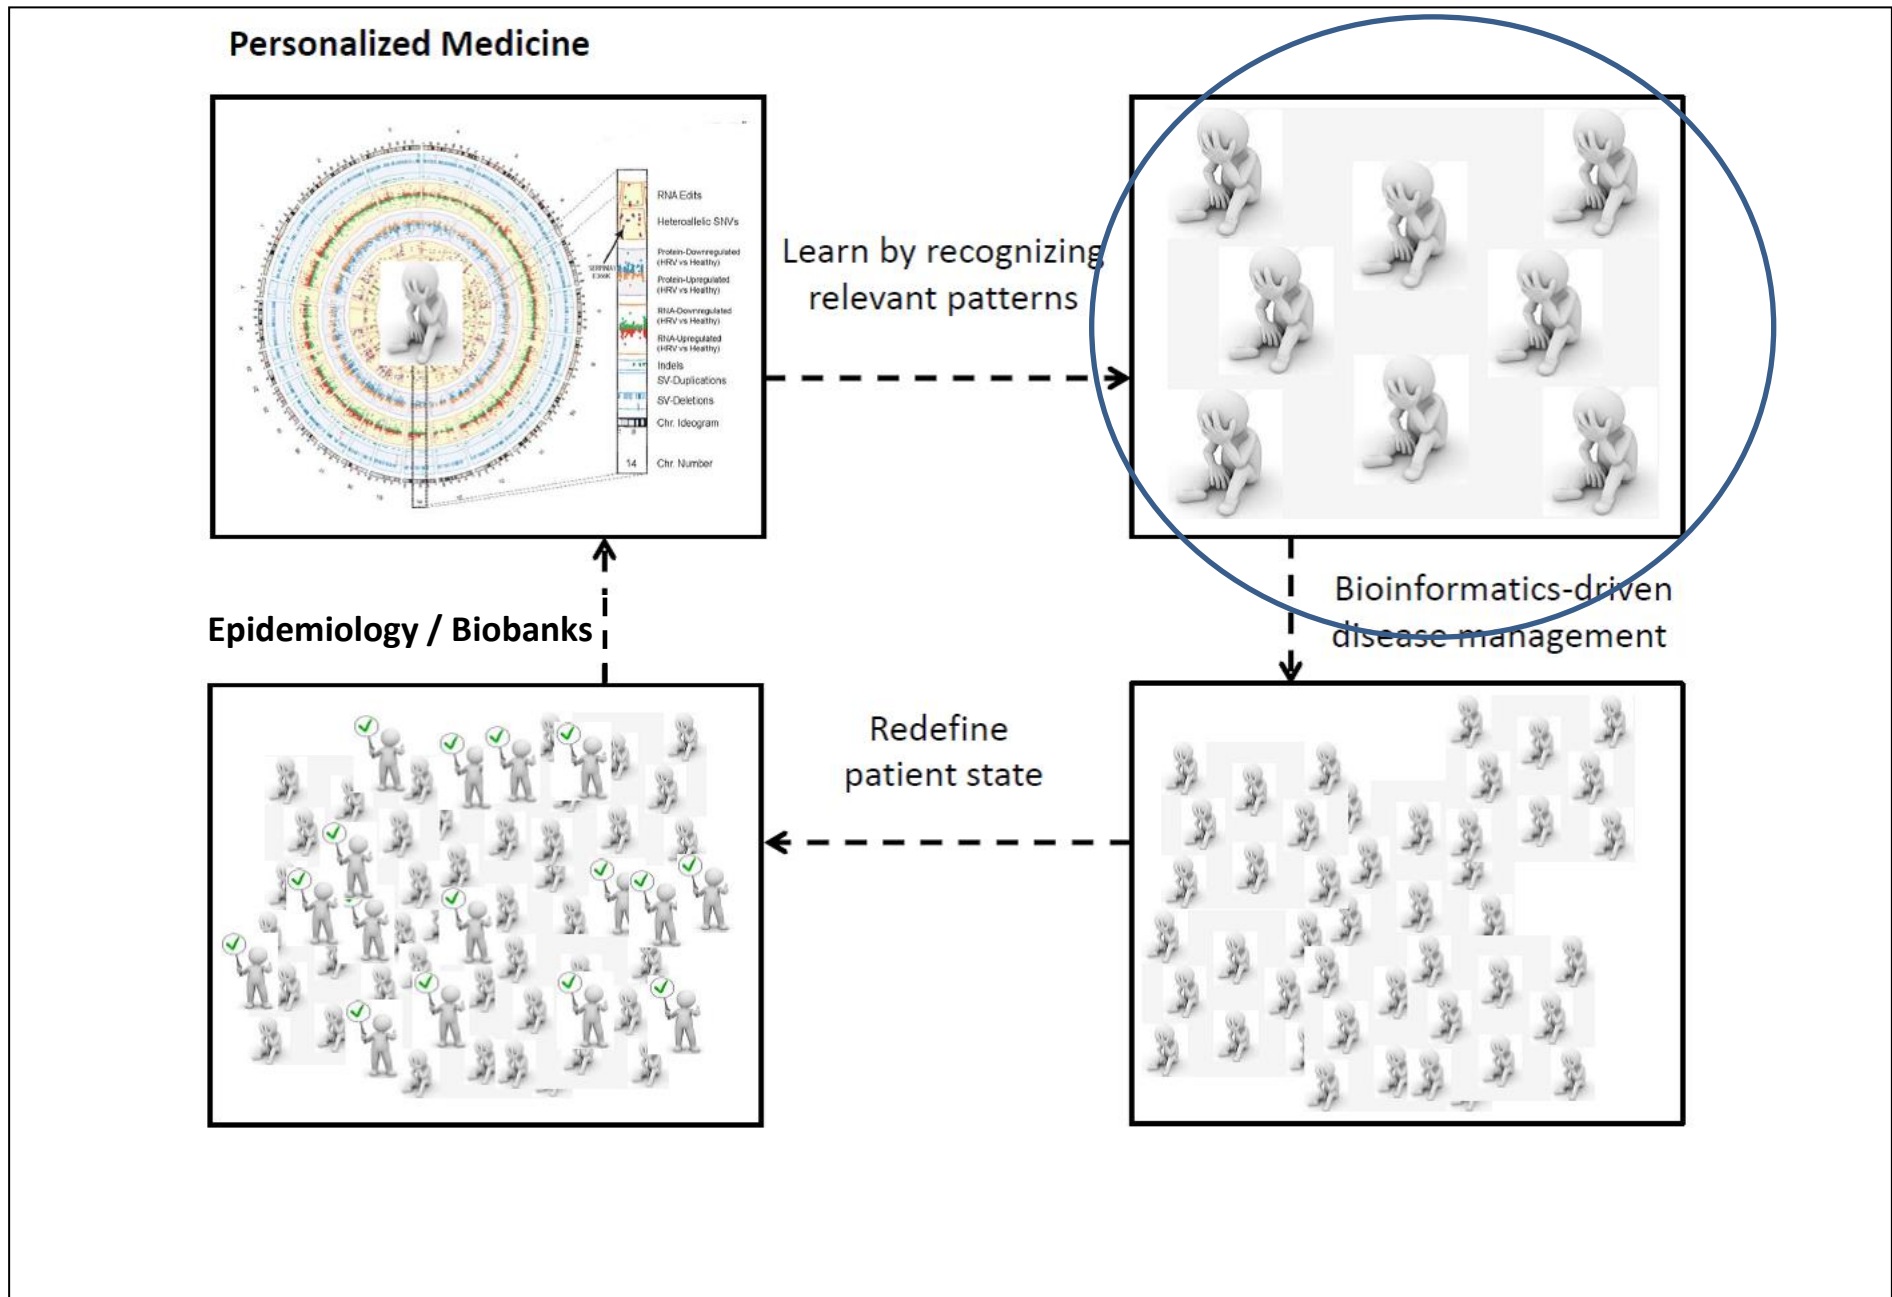 Personalized Medicine
RNA Edits
Heteroallelic SNVs
Protein-Downregulated
(HRV vs Healthy)
Protein-Upregulated
(HRV vs Healthy)
RNA-Downregulated
(HRV vs Healthy)
RNA-Upregulated
(HRV vs Healthy)
Indels
SV-Duplications
SV-Deletions
Chr. Ideogram
14 Chr. Number
Learn by recognizing
relevant patterns
Bioinformatics-driven
disease management
Epidemiology / Biobanks
Redefine
patient state